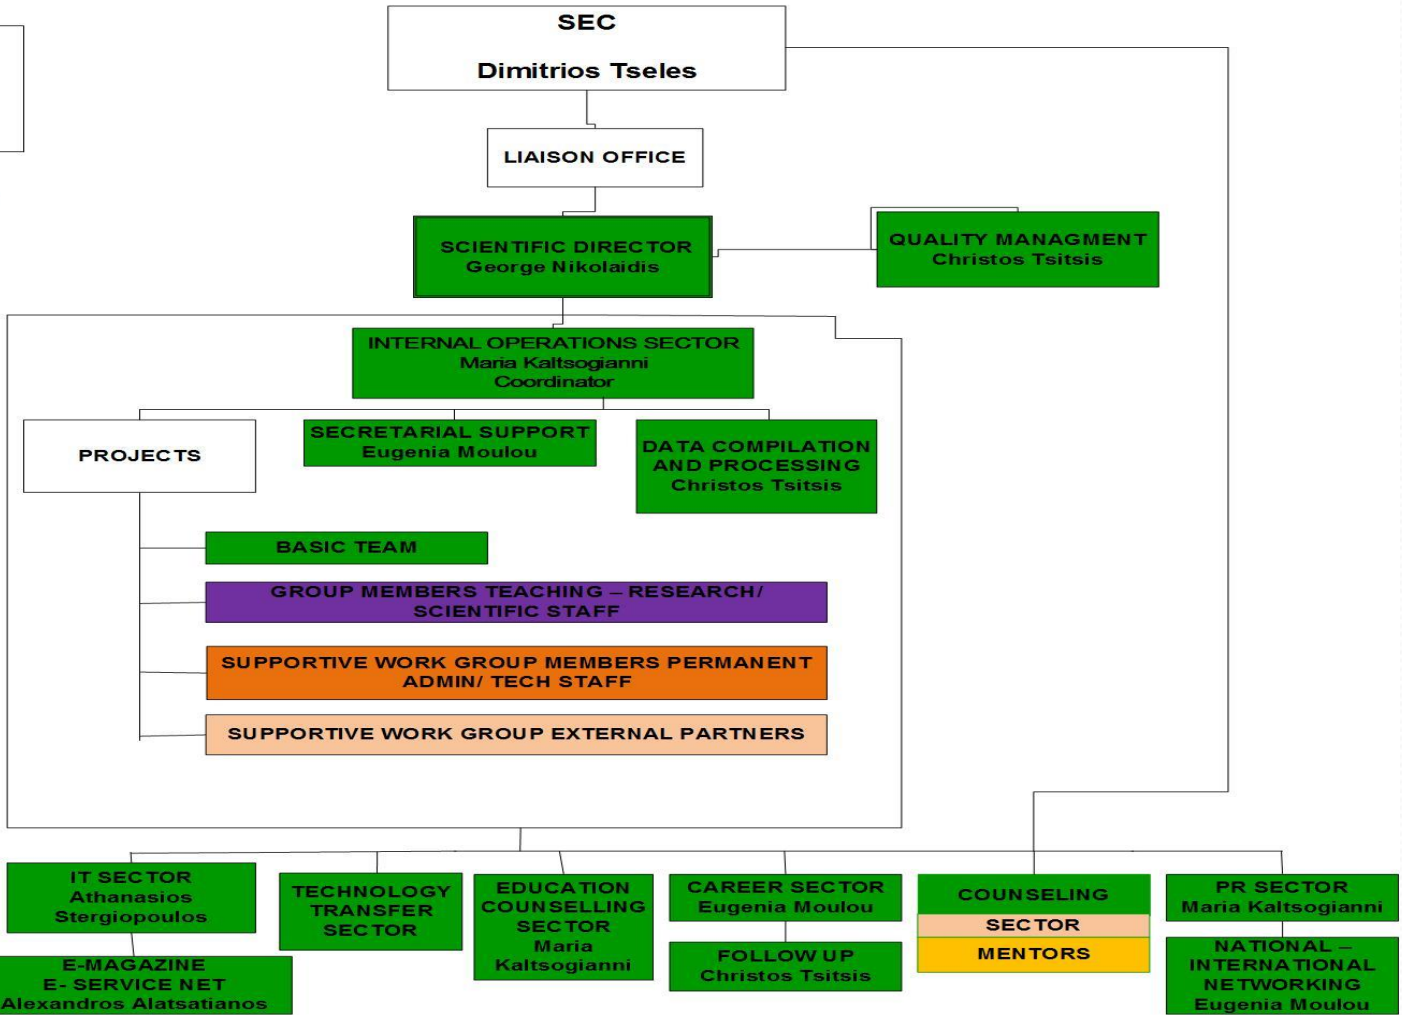 SEC
Dimitrios Tseles
LIAISON OFFICE
SCIENTIFIC DIRECTOR
George Nikolaidis
QUALITY MANAGMENT
Christos Tsitsis
INTERNAL OPERATIONS SECTOR
Maria Kaltsogianni
Coordinator
PROJECTS
SECRETARIAL SUPPORT
Eugenia Moulou
DATA COMPILATION
AND PROCESSING
Christos Tsitsis
BASIC TEAM
GROUP MEMBERS TEACHING – RESEARCH/
SCIENTIFIC STAFF
SUPPORTIVE WORK GROUP MEMBERS PERMANENT
ADMIN/ TECH STAFF
SUPPORTIVE WORK GROUP EXTERNAL PARTNERS
IT SECTOR
Athanasios
Stergiopoulos
E-MAGAZINE
E- SERVICE NET
Alexandros Alatsatianos
TECHNOLOGY
TRANSFER
SECTOR
EDUCATION
COUNSELLING
SECTOR
Maria
Kaltsogianni
CAREER SECTOR
Eugenia Moulou
FOLLOW UP
Christos Tsitsis
COUNSELING
SECTOR
MENTORS
PR SECTOR
Maria Kaltsogianni
NATIONAL –
INTERNATIONAL
NETWORKING
Eugenia Moulou